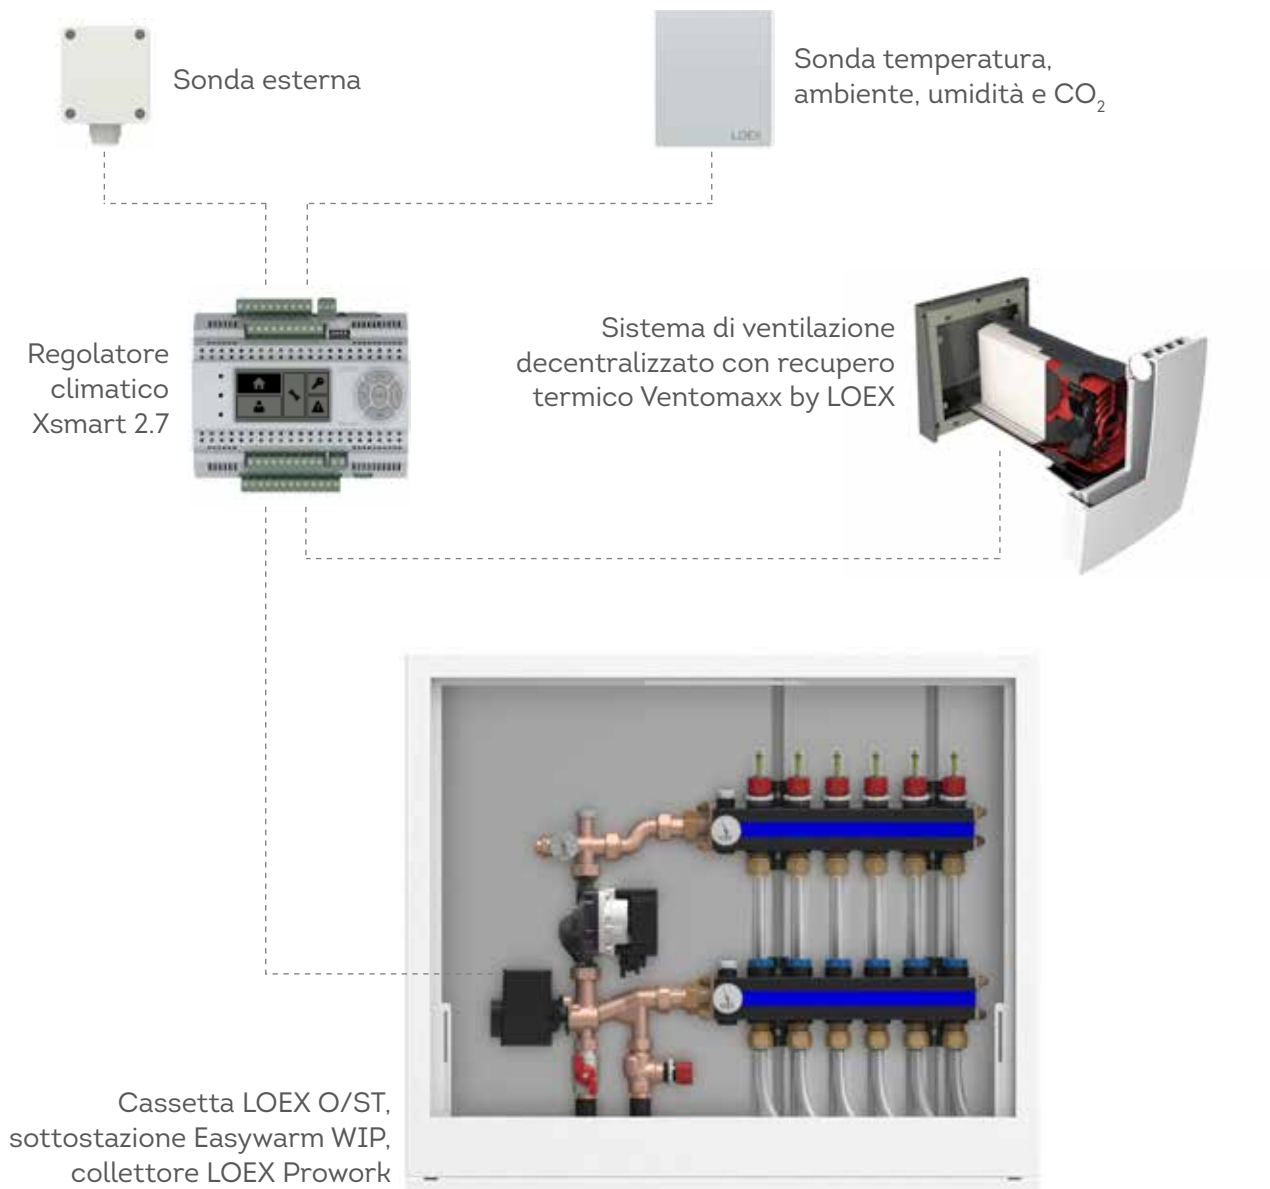 Sonda esterna
Sonda temperatura,
ambiente, umidità e CO₂
LOEX
Regolatore
climatico
Xsmart 2.7
Sistema di ventilazione
decentralizzato con recupero
termico Ventomaxx by LOEX
Cassetta LOEX O/ST,
sottostazione Easywarm WIP,
collettore LOEX Prowork